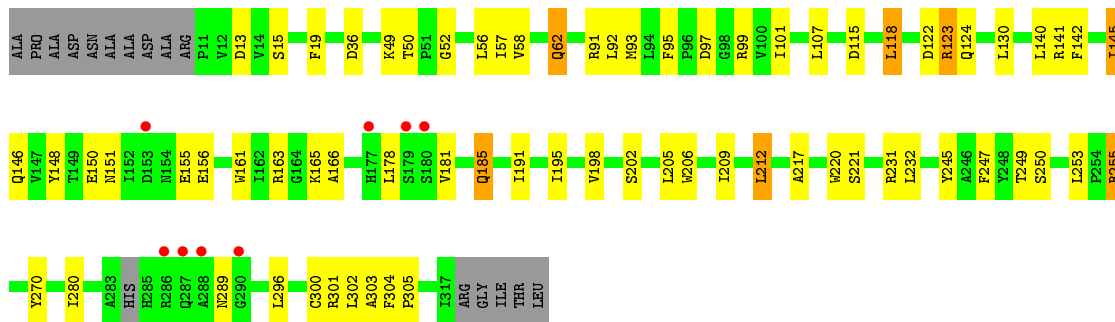 ALA PRO ALA ASP ASN ALA ALA ASP ALA ARG P11 V12 D13 V14 S15 F19 D36 K49 T50 P51 G52 L56 I57 V58 Q62 R91 L92 M93 L94 F95 P96 D97 G98 R99 V100 I101 L107 D115 L118 D122 R123 Q124 L130 L140 R141 F142
Q146 V147 Y148 T149 E150 N151 I152 D153 N154 E155 E156 W161 I162 R163 G164 K165 A166 H177 L178 S179 S180 V181 Q185 I191 I195 V198 S202 L205 W206 I209 L212 A217 W220 S221 R231 L232 Y245 A246 F247 Y248 T249 S250 L253 P254
Y270 I280 A283 HIS H285 R286 Q287 A288 N289 G290 L296 C300 R301 L302 A303 F304 P305 I317 ARG GLY ILE THR LEU